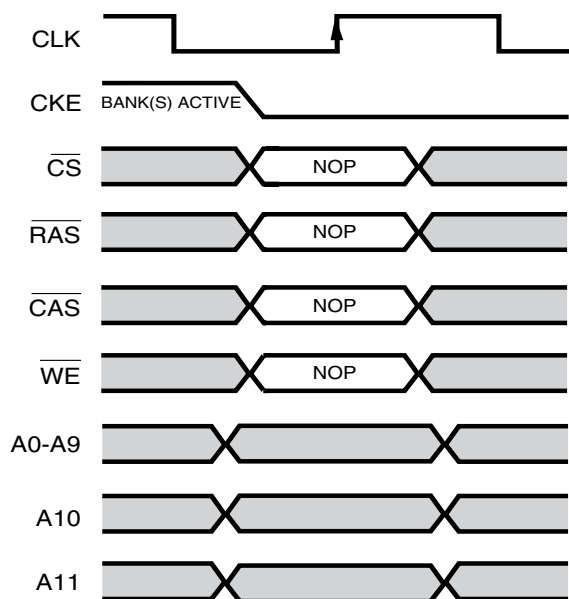 CLK
CKE BANK(S) ACTIVE
CS NOP
RAS NOP
CAS NOP
WE NOP
A0-A9
A10
A11